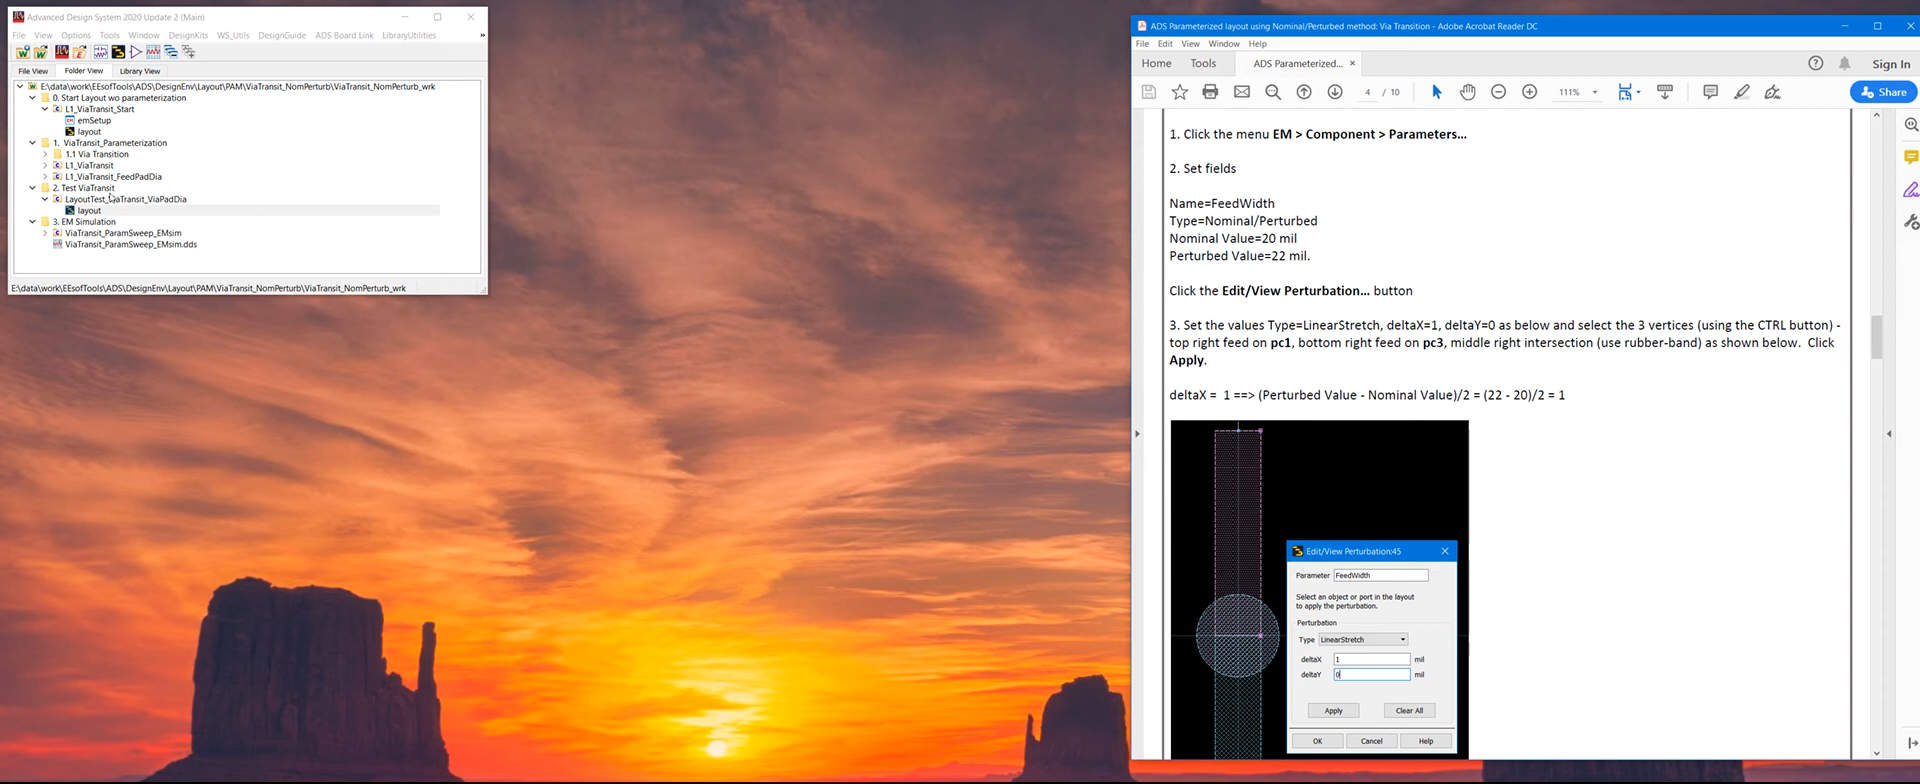 Advanced Design System 2020 Update 2 (Main)
File View Options Tools Window DesignKits WS_Utils DesignGuide ADS Board Link LibraryUtilities »
File View Folder View Library View
E:\data\work\EEsofTools\ADS\DesignEnv\Layout\PAM\ViaTransit_NomPerturb\ViaTransit_NomPerturb_wrk
0. Start Layout wo parameterization
L1_ViaTransit_Start
emSetup
layout
1. ViaTransit_Parameterization
1.1 Via Transition
L1_ViaTransit
L1_ViaTransit_FeedPadDia
2. Test ViaTransit
LayoutTest_ViaTransit_ViaPadDia
layout
3. EM Simulation
ViaTransit_ParamSweep_EMsim
ViaTransit_ParamSweep_EMsim.dds
E:\data\work\EEsofTools\ADS\DesignEnv\Layout\PAM\ViaTransit_NomPerturb\ViaTransit_NomPerturb_wrk
ADS Parameterized layout using Nominal/Perturbed method: Via Transition - Adobe Acrobat Reader DC
File Edit View Window Help
Home Tools ADS Parameterized... × Sign In
4 / 10 111% Share
1. Click the menu EM > Component > Parameters...
2. Set fields
Name=FeedWidth
Type=Nominal/Perturbed
Nominal Value=20 mil
Perturbed Value=22 mil.
Click the Edit/View Perturbation... button
3. Set the values Type=LinearStretch, deltaX=1, deltaY=0 as below and select the 3 vertices (using the CTRL button) -
top right feed on pc1, bottom right feed on pc3, middle right intersection (use rubber-band) as shown below. Click
Apply.
deltaX = 1 ==> (Perturbed Value - Nominal Value)/2 = (22 - 20)/2 = 1
Edit/View Perturbation:45
Parameter FeedWidth
Select an object or port in the layout
to apply the perturbation.
Perturbation
Type LinearStretch
deltaX 1 mil
deltaY 0 mil
Apply Clear All
OK Cancel Help